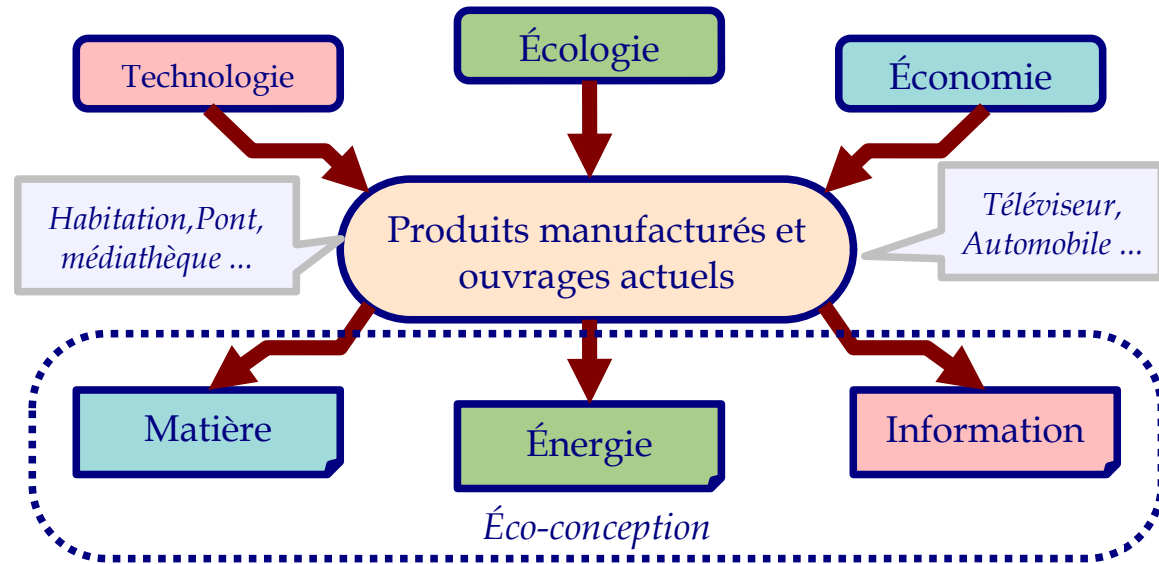 Technologie
Écologie
Économie
Habitation,Pont,
médiathèque ...
Produits manufacturés et
ouvrages actuels
Téléviseur,
Automobile ...
Matière
Énergie
Information
Éco-conception